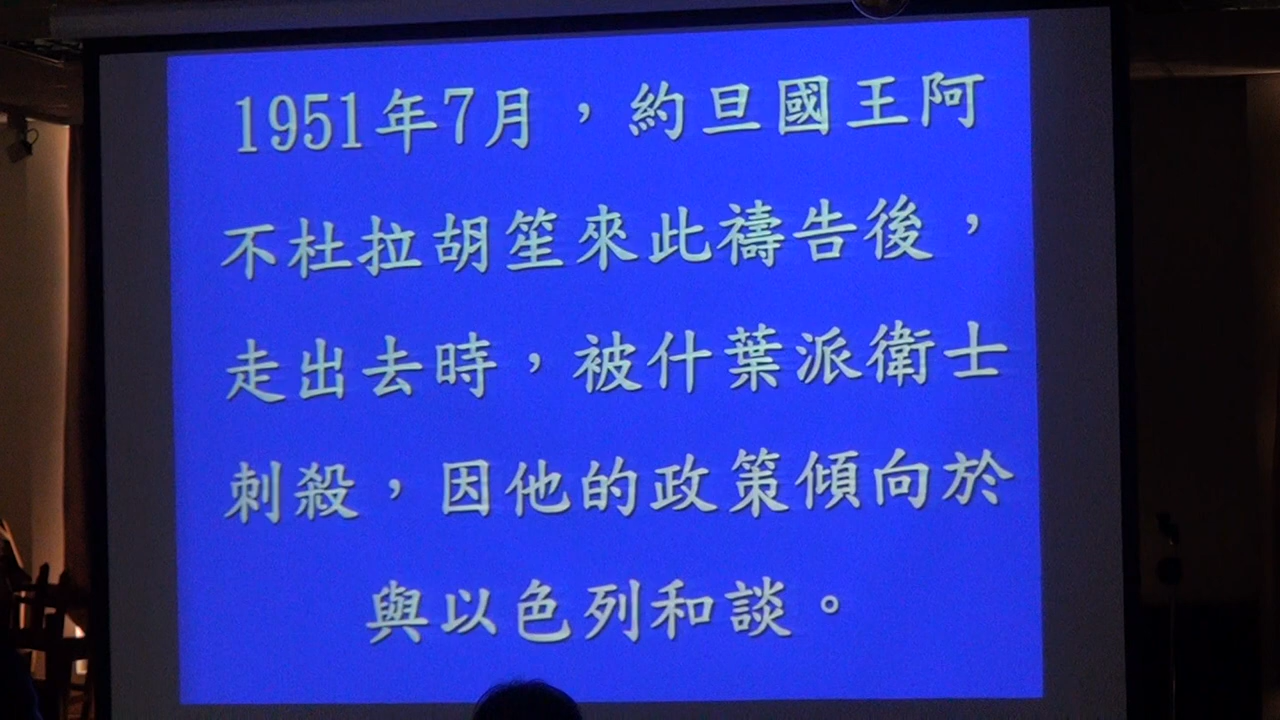 1951年7月，約旦國王阿
不杜拉胡笙來此禱告後，
走出去時，被什葉派衛士
刺殺，因他的政策傾向於
與以色列和談。